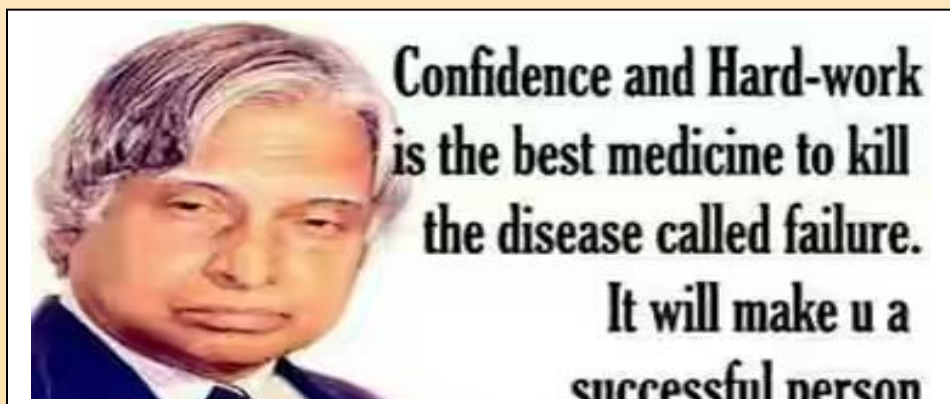 Confidence and Hard-work
is the best medicine to kill
the disease called failure.
It will make u a
successful person